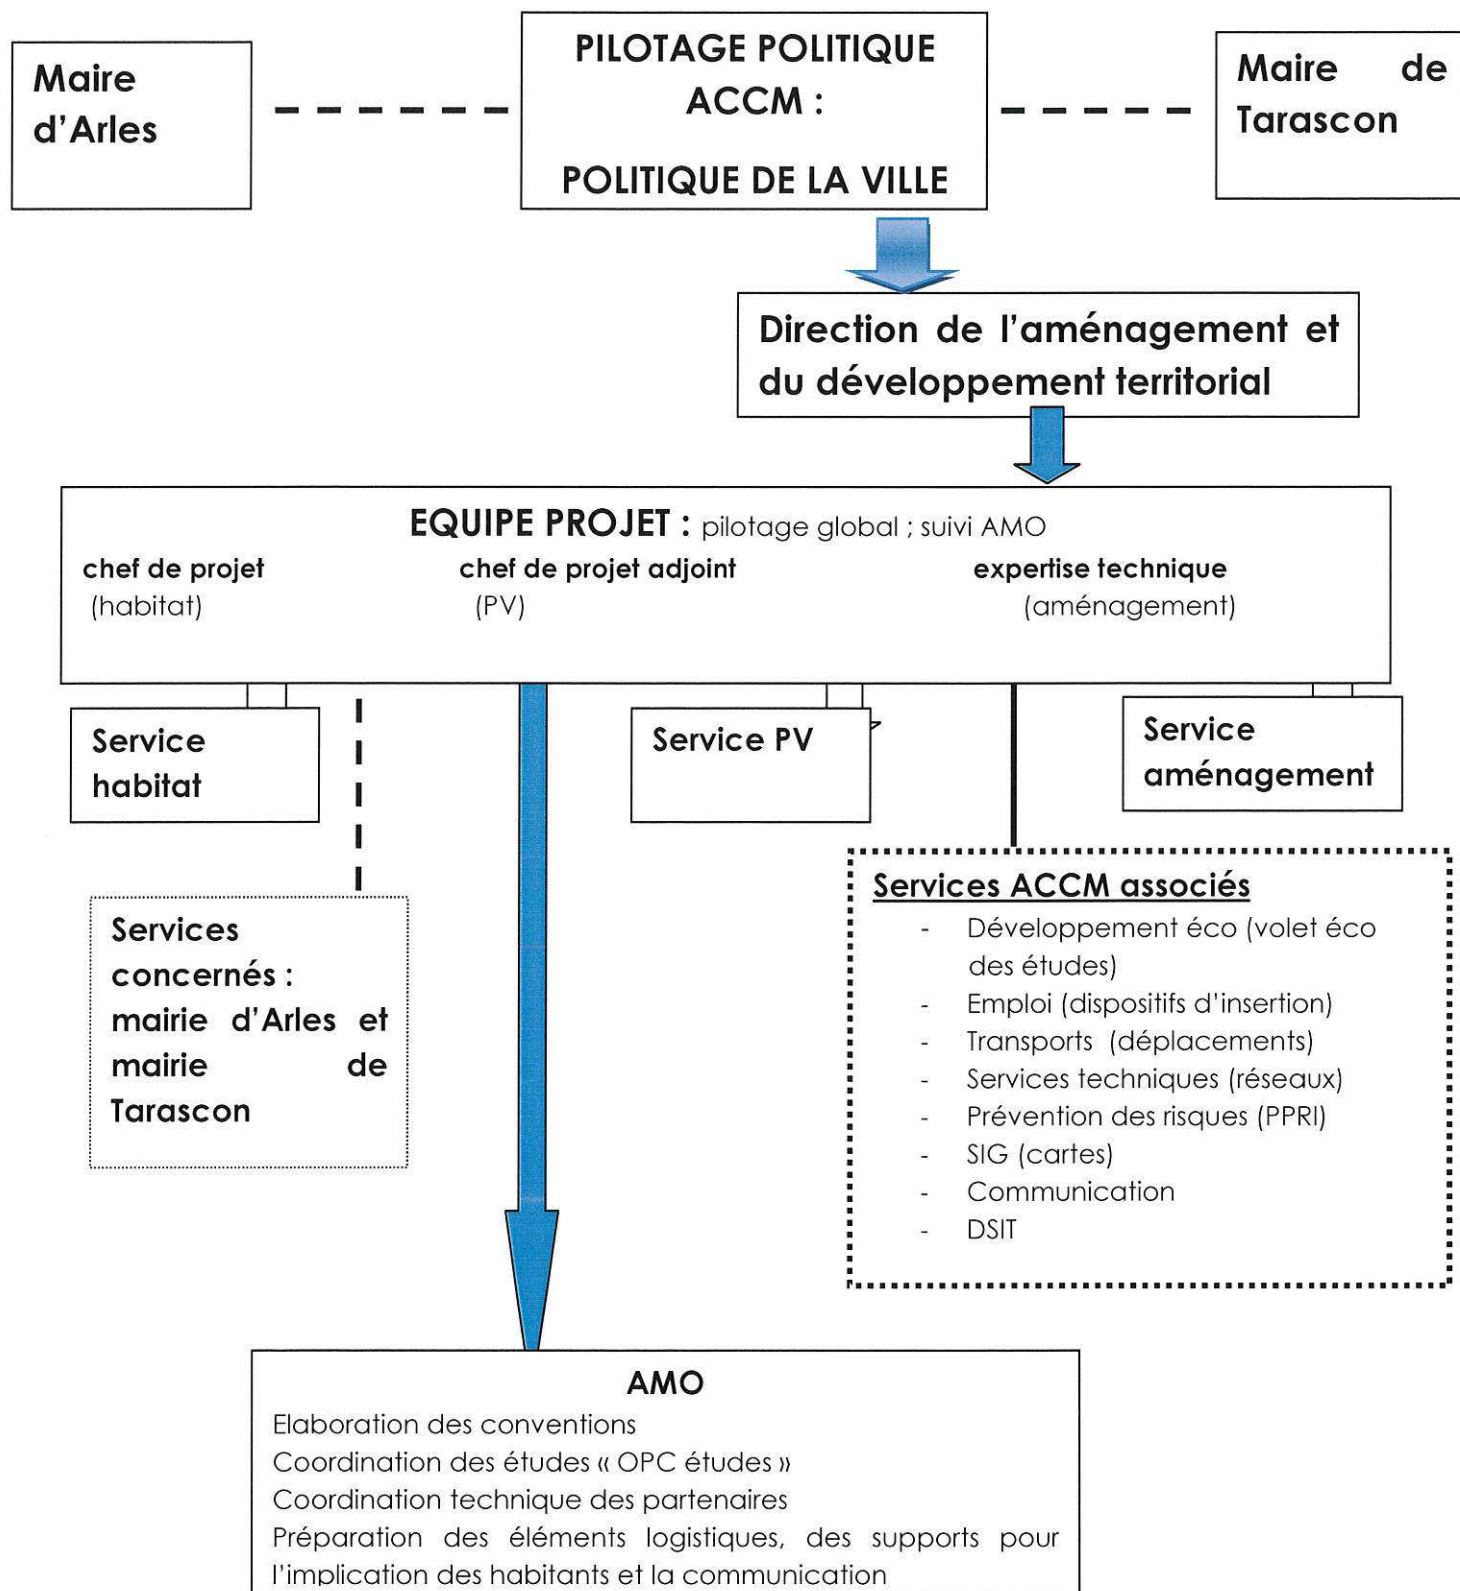 Maire
d'Arles
PILOTAGE POLITIQUE
ACCM :
POLITIQUE DE LA VILLE
Maire de
Tarascon
Direction de l'aménagement et
du développement territorial
EQUIPE PROJET : pilotage global ; suivi AMO
chef de projet chef de projet adjoint expertise technique
(habitat) (PV) (aménagement)
Service
habitat
Service PV
Service
aménagement
Services
concernés :
mairie d'Arles et
mairie de
Tarascon
Services ACCM associés
- Développement éco (volet éco
des études)
- Emploi (dispositifs d'insertion)
- Transports (déplacements)
- Services techniques (réseaux)
- Prévention des risques (PPRI)
- SIG (cartes)
- Communication
- DSIT
AMO
Elaboration des conventions
Coordination des études « OPC études »
Coordination technique des partenaires
Préparation des éléments logistiques, des supports pour
l'implication des habitants et la communication